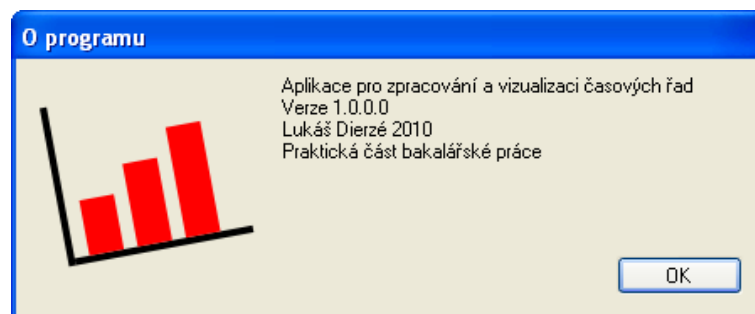 O programu
Aplikace pro zpracování a vizualizaci časových řad
Verze 1.0.0.0
Lukáš Dierzé 2010
Praktická část bakalářské práce
OK